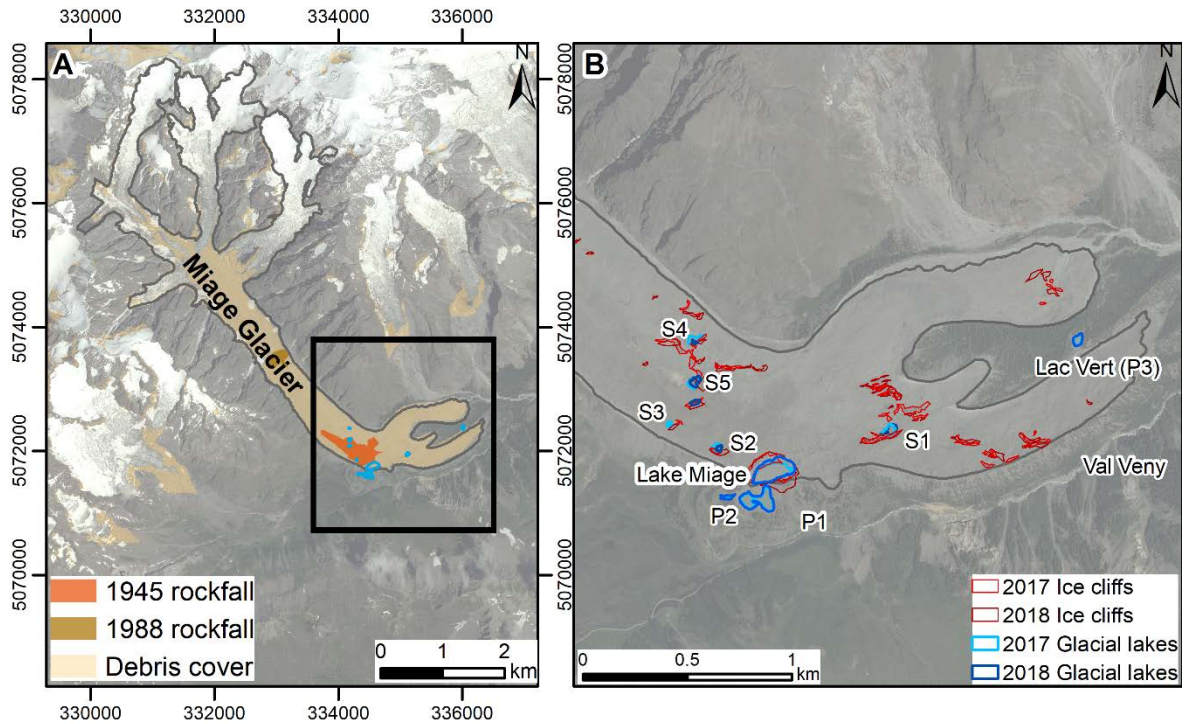 330000 332000 334000 336000
A
N
5078000
5076000
5074000
5072000
5070000
Miage Glacier
1945 rockfall
1988 rockfall
Debris cover
0 1 2
km
330000 332000 334000 336000
5078000
5076000
5074000
5072000
5070000
B
N
S4
S5
S3
S2
S1
Lac Vert (P3)
Lake Miage
Val Veny
P2
P1
2017 Ice cliffs
2018 Ice cliffs
2017 Glacial lakes
2018 Glacial lakes
0 0.5 1
km